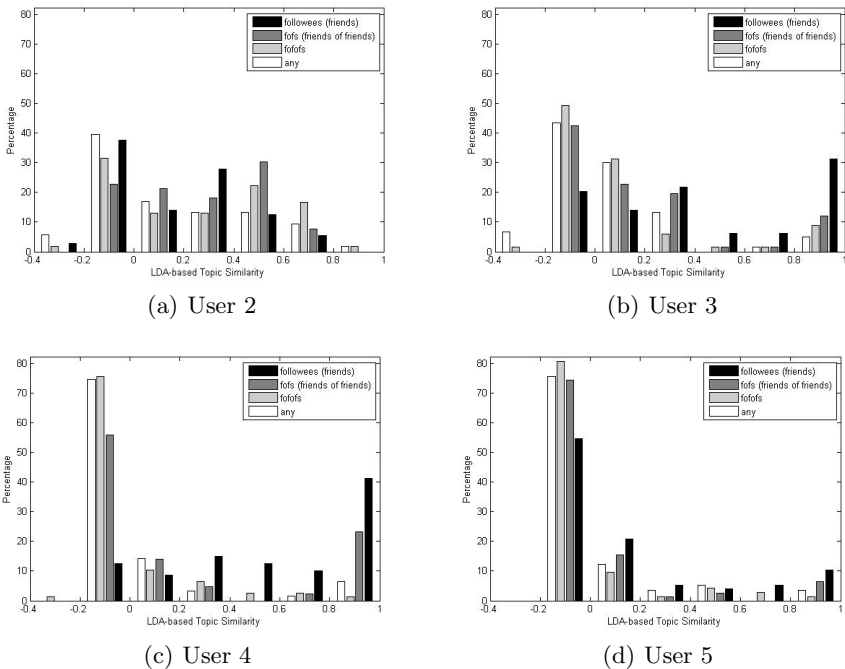 80
70
60
50
40
30
20
10
0
Percentage
followees (friends)
fofs (friends of friends)
fofofs
any
-0.4 -0.2 0 0.2 0.4 0.6 0.8 1
LDA-based Topic Similarity
(a) User 2
80
70
60
50
40
30
20
10
0
Percentage
followees (friends)
fofs (friends of friends)
fofofs
any
-0.4 -0.2 0 0.2 0.4 0.6 0.8 1
LDA-based Topic Similarity
(b) User 3
80
70
60
50
40
30
20
10
0
Percentage
followees (friends)
fofs (friends of friends)
fofofs
any
-0.4 -0.2 0 0.2 0.4 0.6 0.8 1
LDA-based Topic Similarity
(c) User 4
80
70
60
50
40
30
20
10
0
Percentage
followees (friends)
fofs (friends of friends)
fofofs
any
-0.4 -0.2 0 0.2 0.4 0.6 0.8 1
LDA-based Topic Similarity
(d) User 5